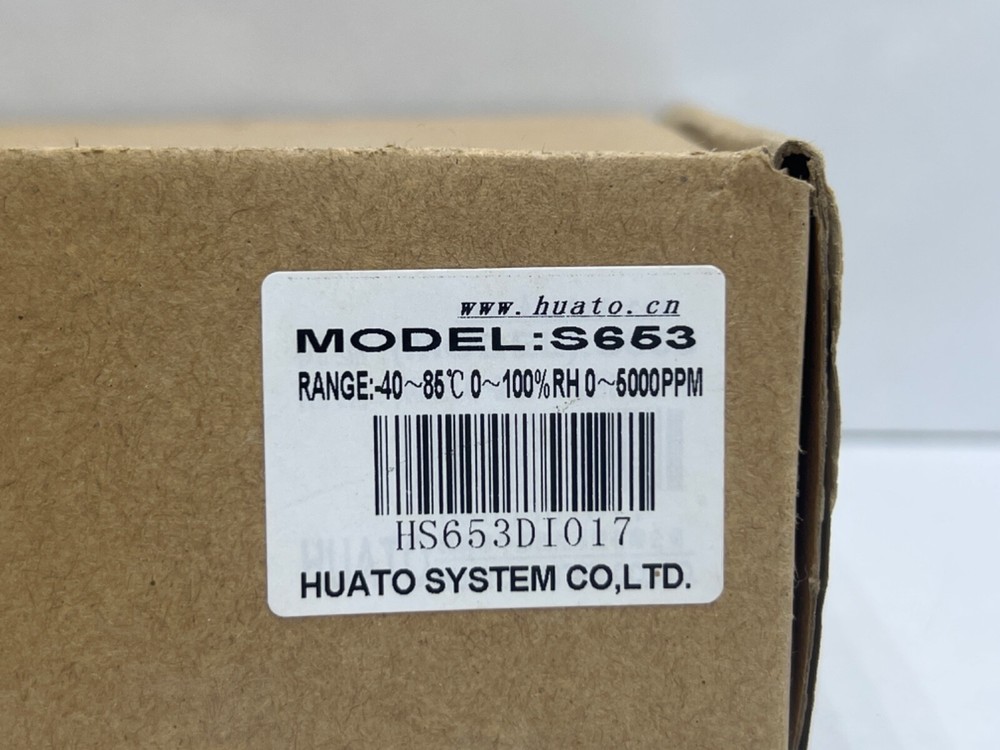 www.huato.cn
MODEL:S653
RANGE:-40~85℃ 0~100%RH 0~5000PPM
HS653DI017
HUATO SYSTEM CO,LTD.